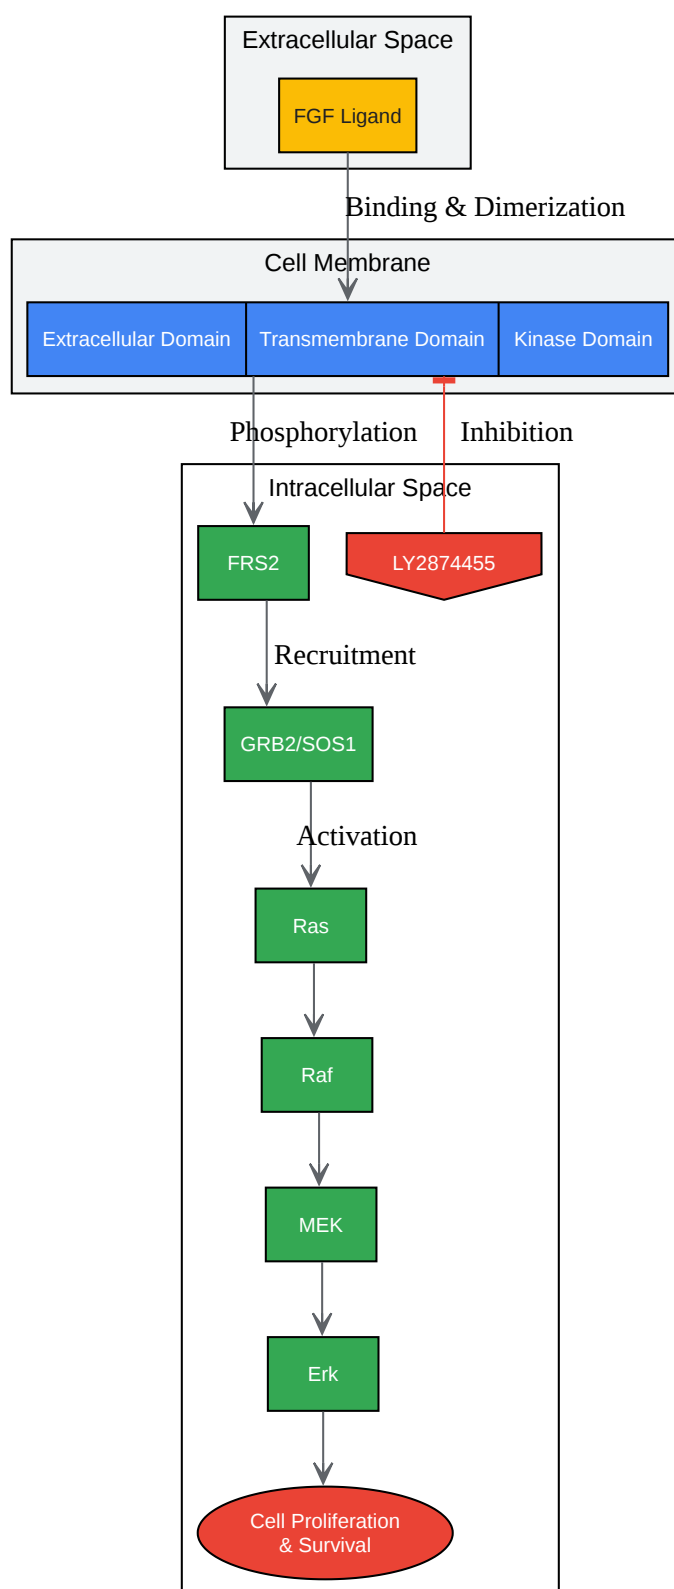 Extracellular Space
FGF Ligand
Binding & Dimerization
Cell Membrane
Extracellular Domain
Transmembrane Domain
Kinase Domain
Phosphorylation
Inhibition
Intracellular Space
FRS2
LY2874455
Recruitment
GRB2/SOS1
Activation
Ras
Raf
MEK
Erk
Cell Proliferation
& Survival